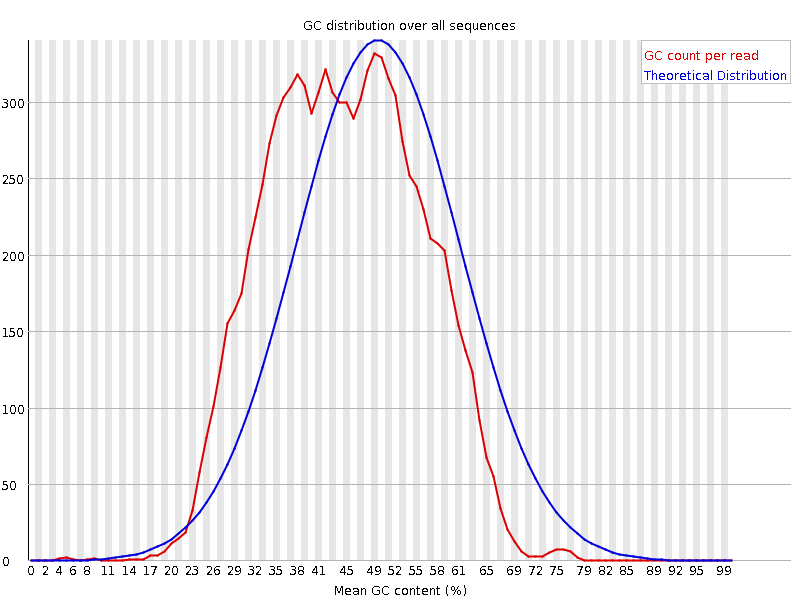 GC distribution over all sequences
GC count per read
Theoretical Distribution
300
250
200
150
100
50
0
0 2 4 6 8 11 14 17 20 23 26 29 32 35 38 41 45 49 52 55 58 61 65 69 72 75 79 82 85 89 92 95 99
Mean GC content (%)